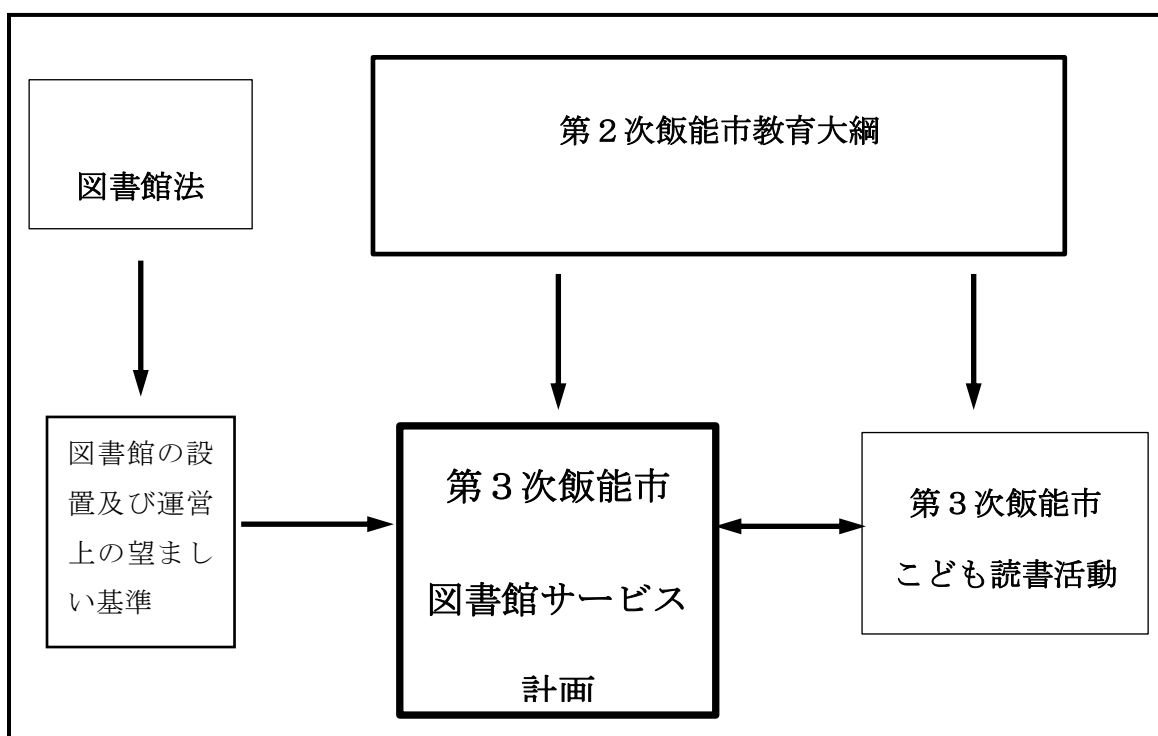 第２次飯能市教育大綱
図書館法
図書館の設
置及び運営
上の望まし
い基準
第３次飯能市
図書館サービス
計画
第３次飯能市
こども読書活動